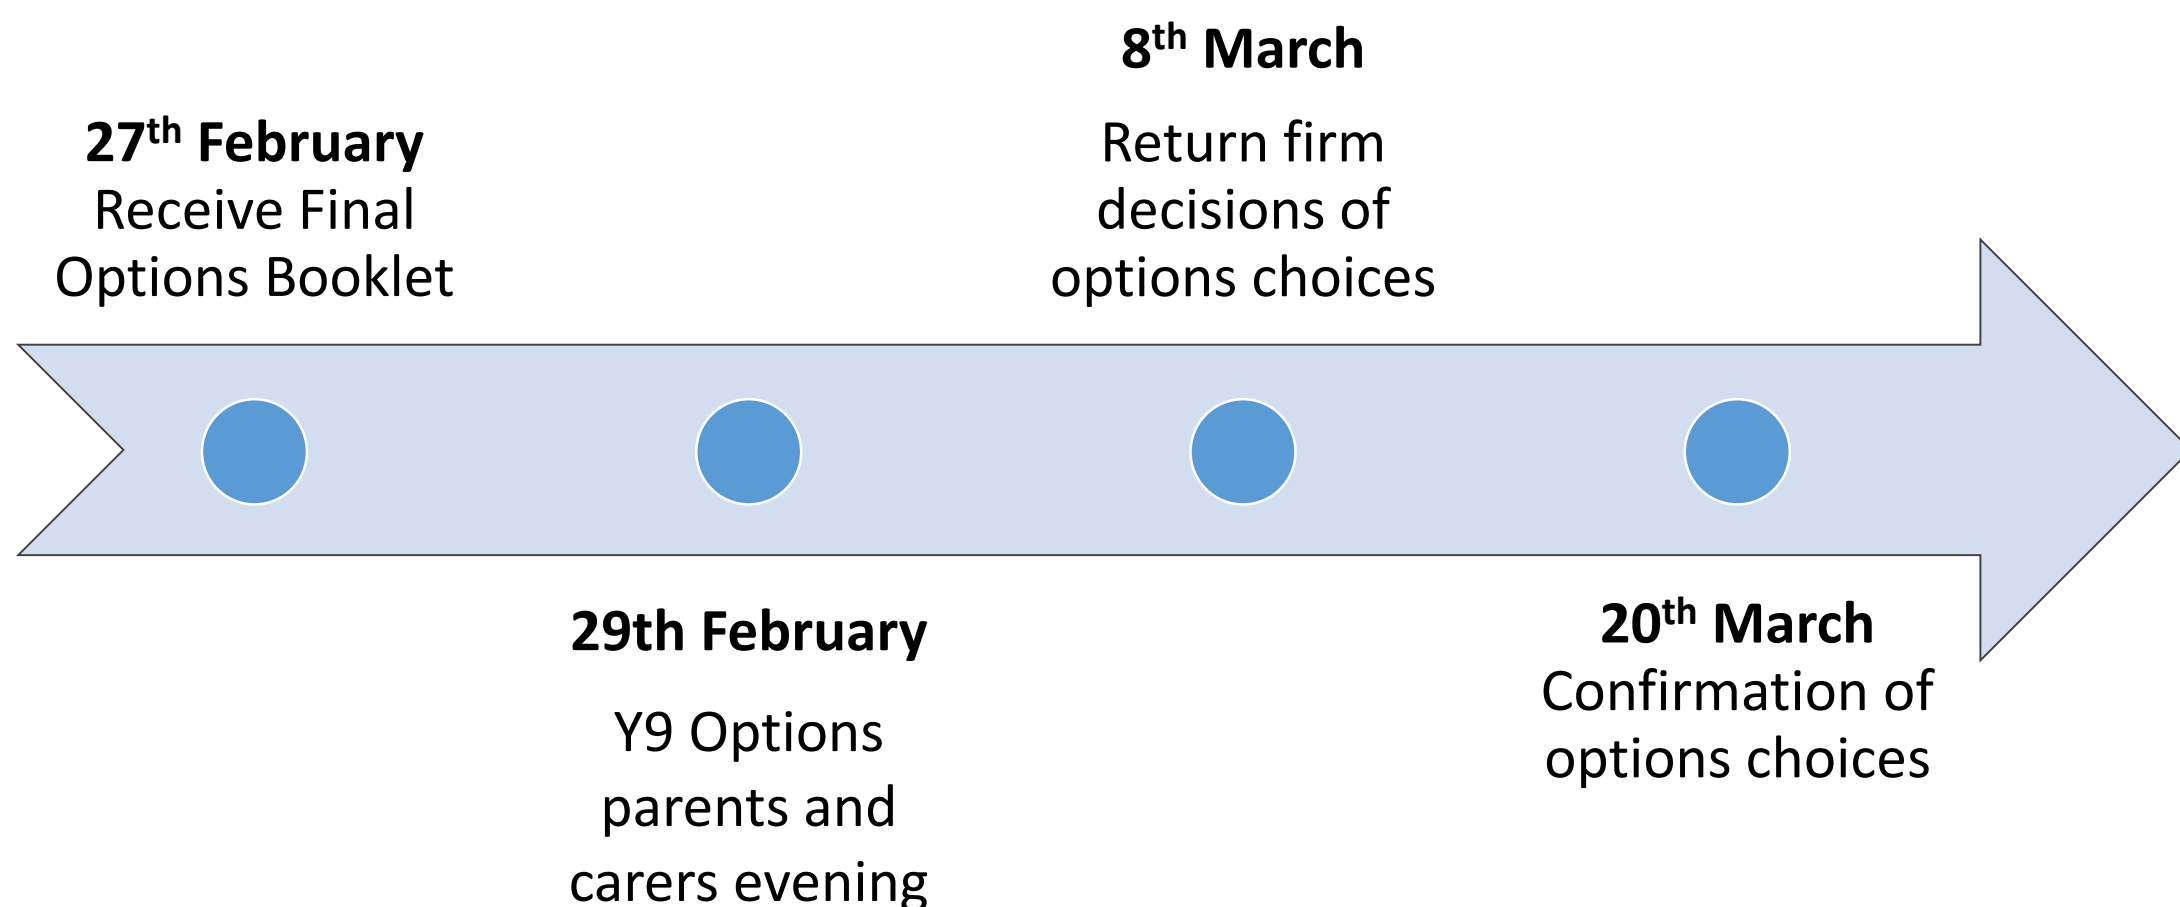 27th February
Receive Final
Options Booklet
29th February
Y9 Options
parents and
carers evening
8th March
Return firm
decisions of
options choices
20th March
Confirmation of
options choices